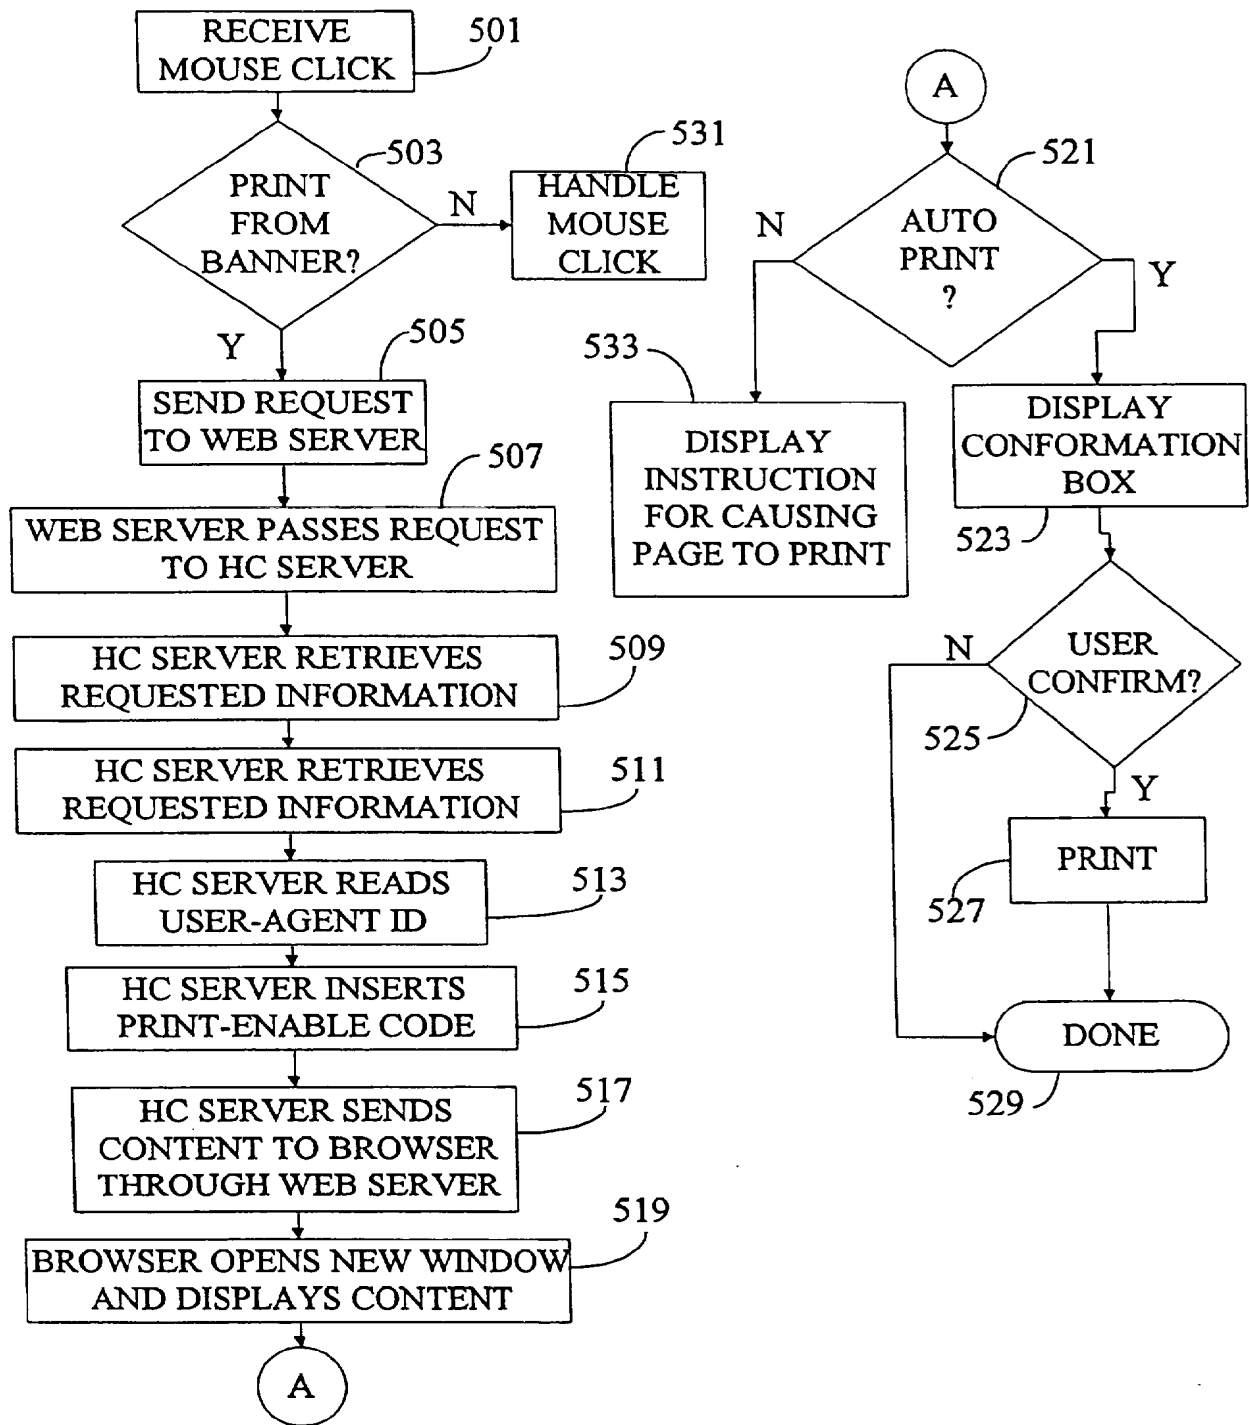 RECEIVE
MOUSE CLICK
501
PRINT
FROM
BANNER?
503
N
HANDLE
MOUSE
CLICK
531
Y
SEND REQUEST
TO WEB SERVER
505
WEB SERVER PASSES REQUEST
TO HC SERVER
507
HC SERVER RETRIEVES
REQUESTED INFORMATION
509
HC SERVER RETRIEVES
REQUESTED INFORMATION
511
HC SERVER READS
USER-AGENT ID
513
HC SERVER INSERTS
PRINT-ENABLE CODE
515
HC SERVER SENDS
CONTENT TO BROWSER
THROUGH WEB SERVER
517
BROWSER OPENS NEW WINDOW
AND DISPLAYS CONTENT
519
A
A
AUTO
PRINT
?
521
N
Y
533
DISPLAY
INSTRUCTION
FOR CAUSING
PAGE TO PRINT
DISPLAY
CONFORMATION
BOX
523
USER
CONFIRM?
N
525
Y
PRINT
527
DONE
529